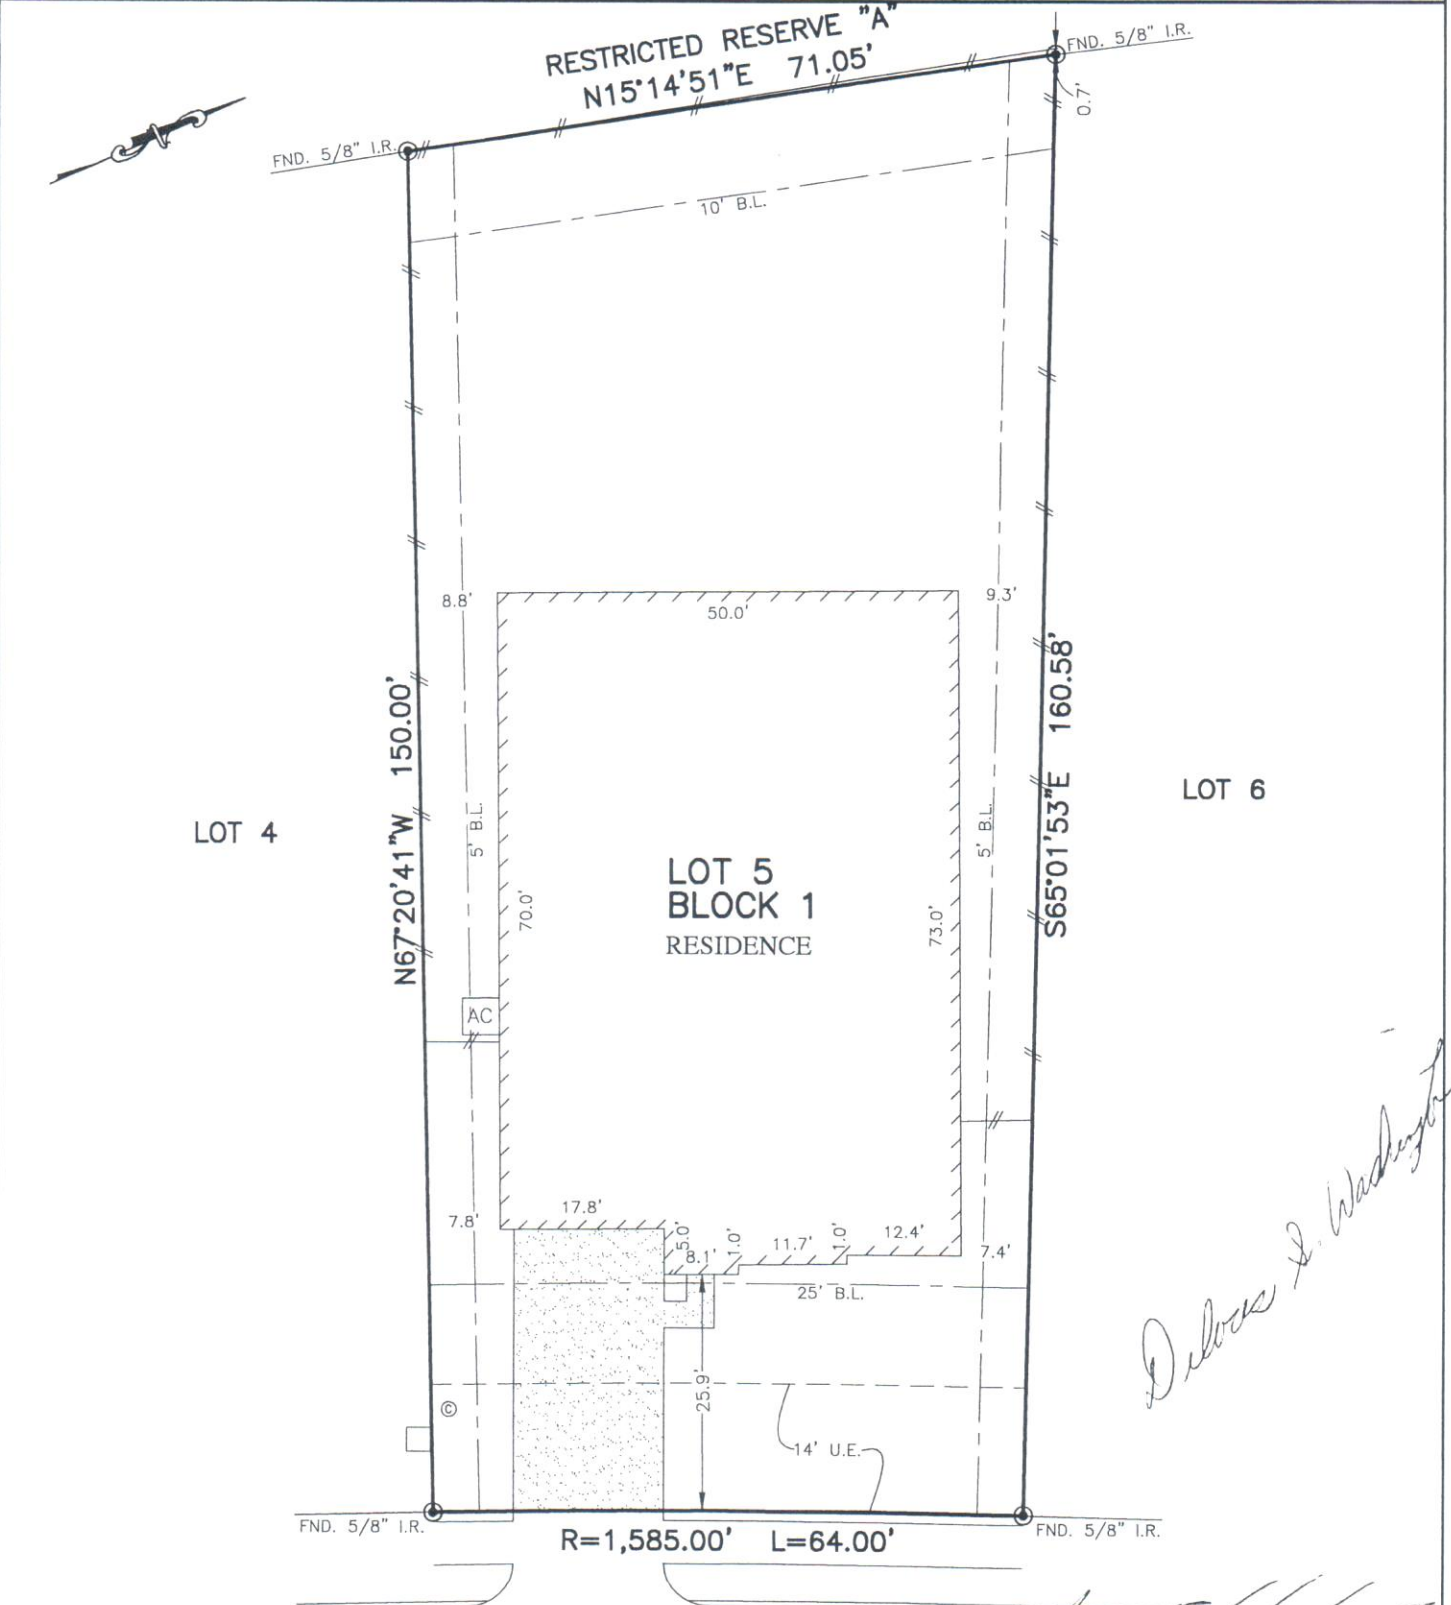 RESTRICTED RESERVE "A"
N15°14'51"E 71.05'
FND. 5/8" I.R.
0.7'
N
FND. 5/8" I.R.
10' B.L.
8.8'
50.0'
9.3'
N67°20'41"W 150.00'
S65°01'53"E 160.58'
LOT 4
5' B.L.
70.0'
LOT 5
BLOCK 1
RESIDENCE
73.0'
5' B.L.
LOT 6
AC
7.8'
17.8'
5.0'
8.1'
1.0'
11.7'
1.0'
12.4'
7.4'
25' B.L.
25.9'
©
14' U.E.
FND. 5/8" I.R.
R=1,585.00' L=64.00'
FND. 5/8" I.R.
Delores S. Washington